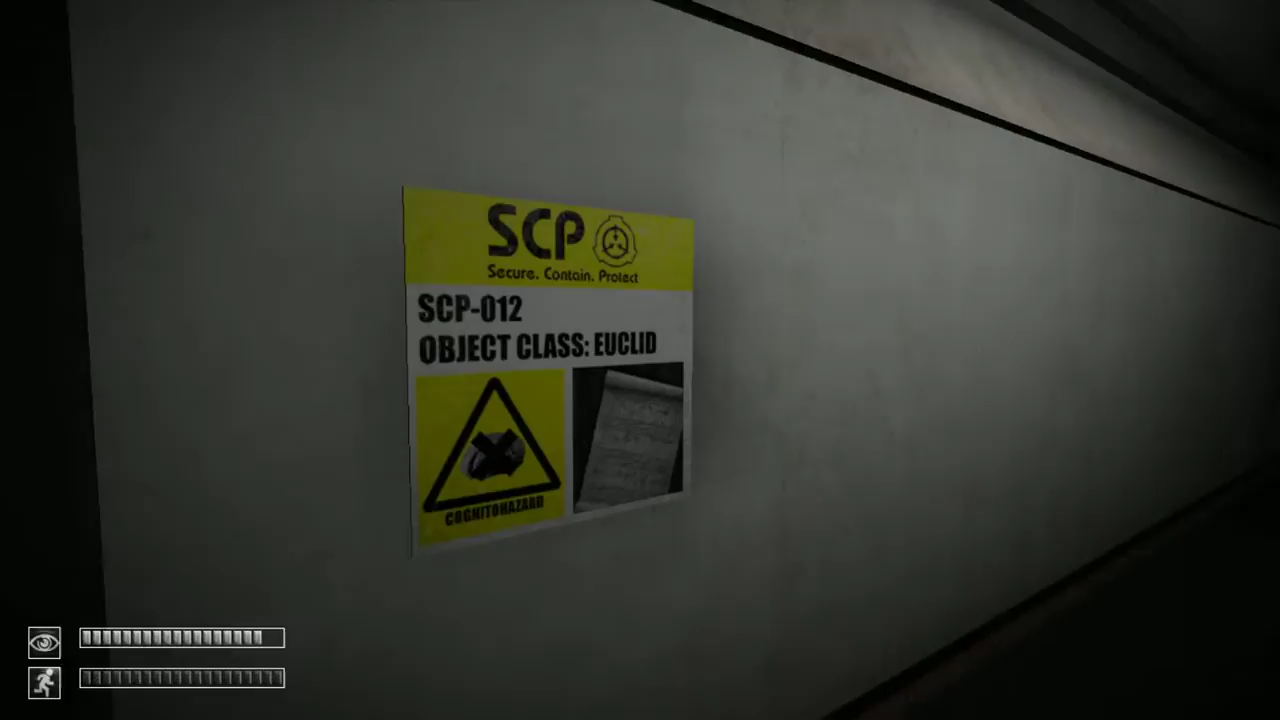 SCP
Secure. Contain. Protect
SCP-012
OBJECT CLASS: EUCLID
COGNITOHAZARD